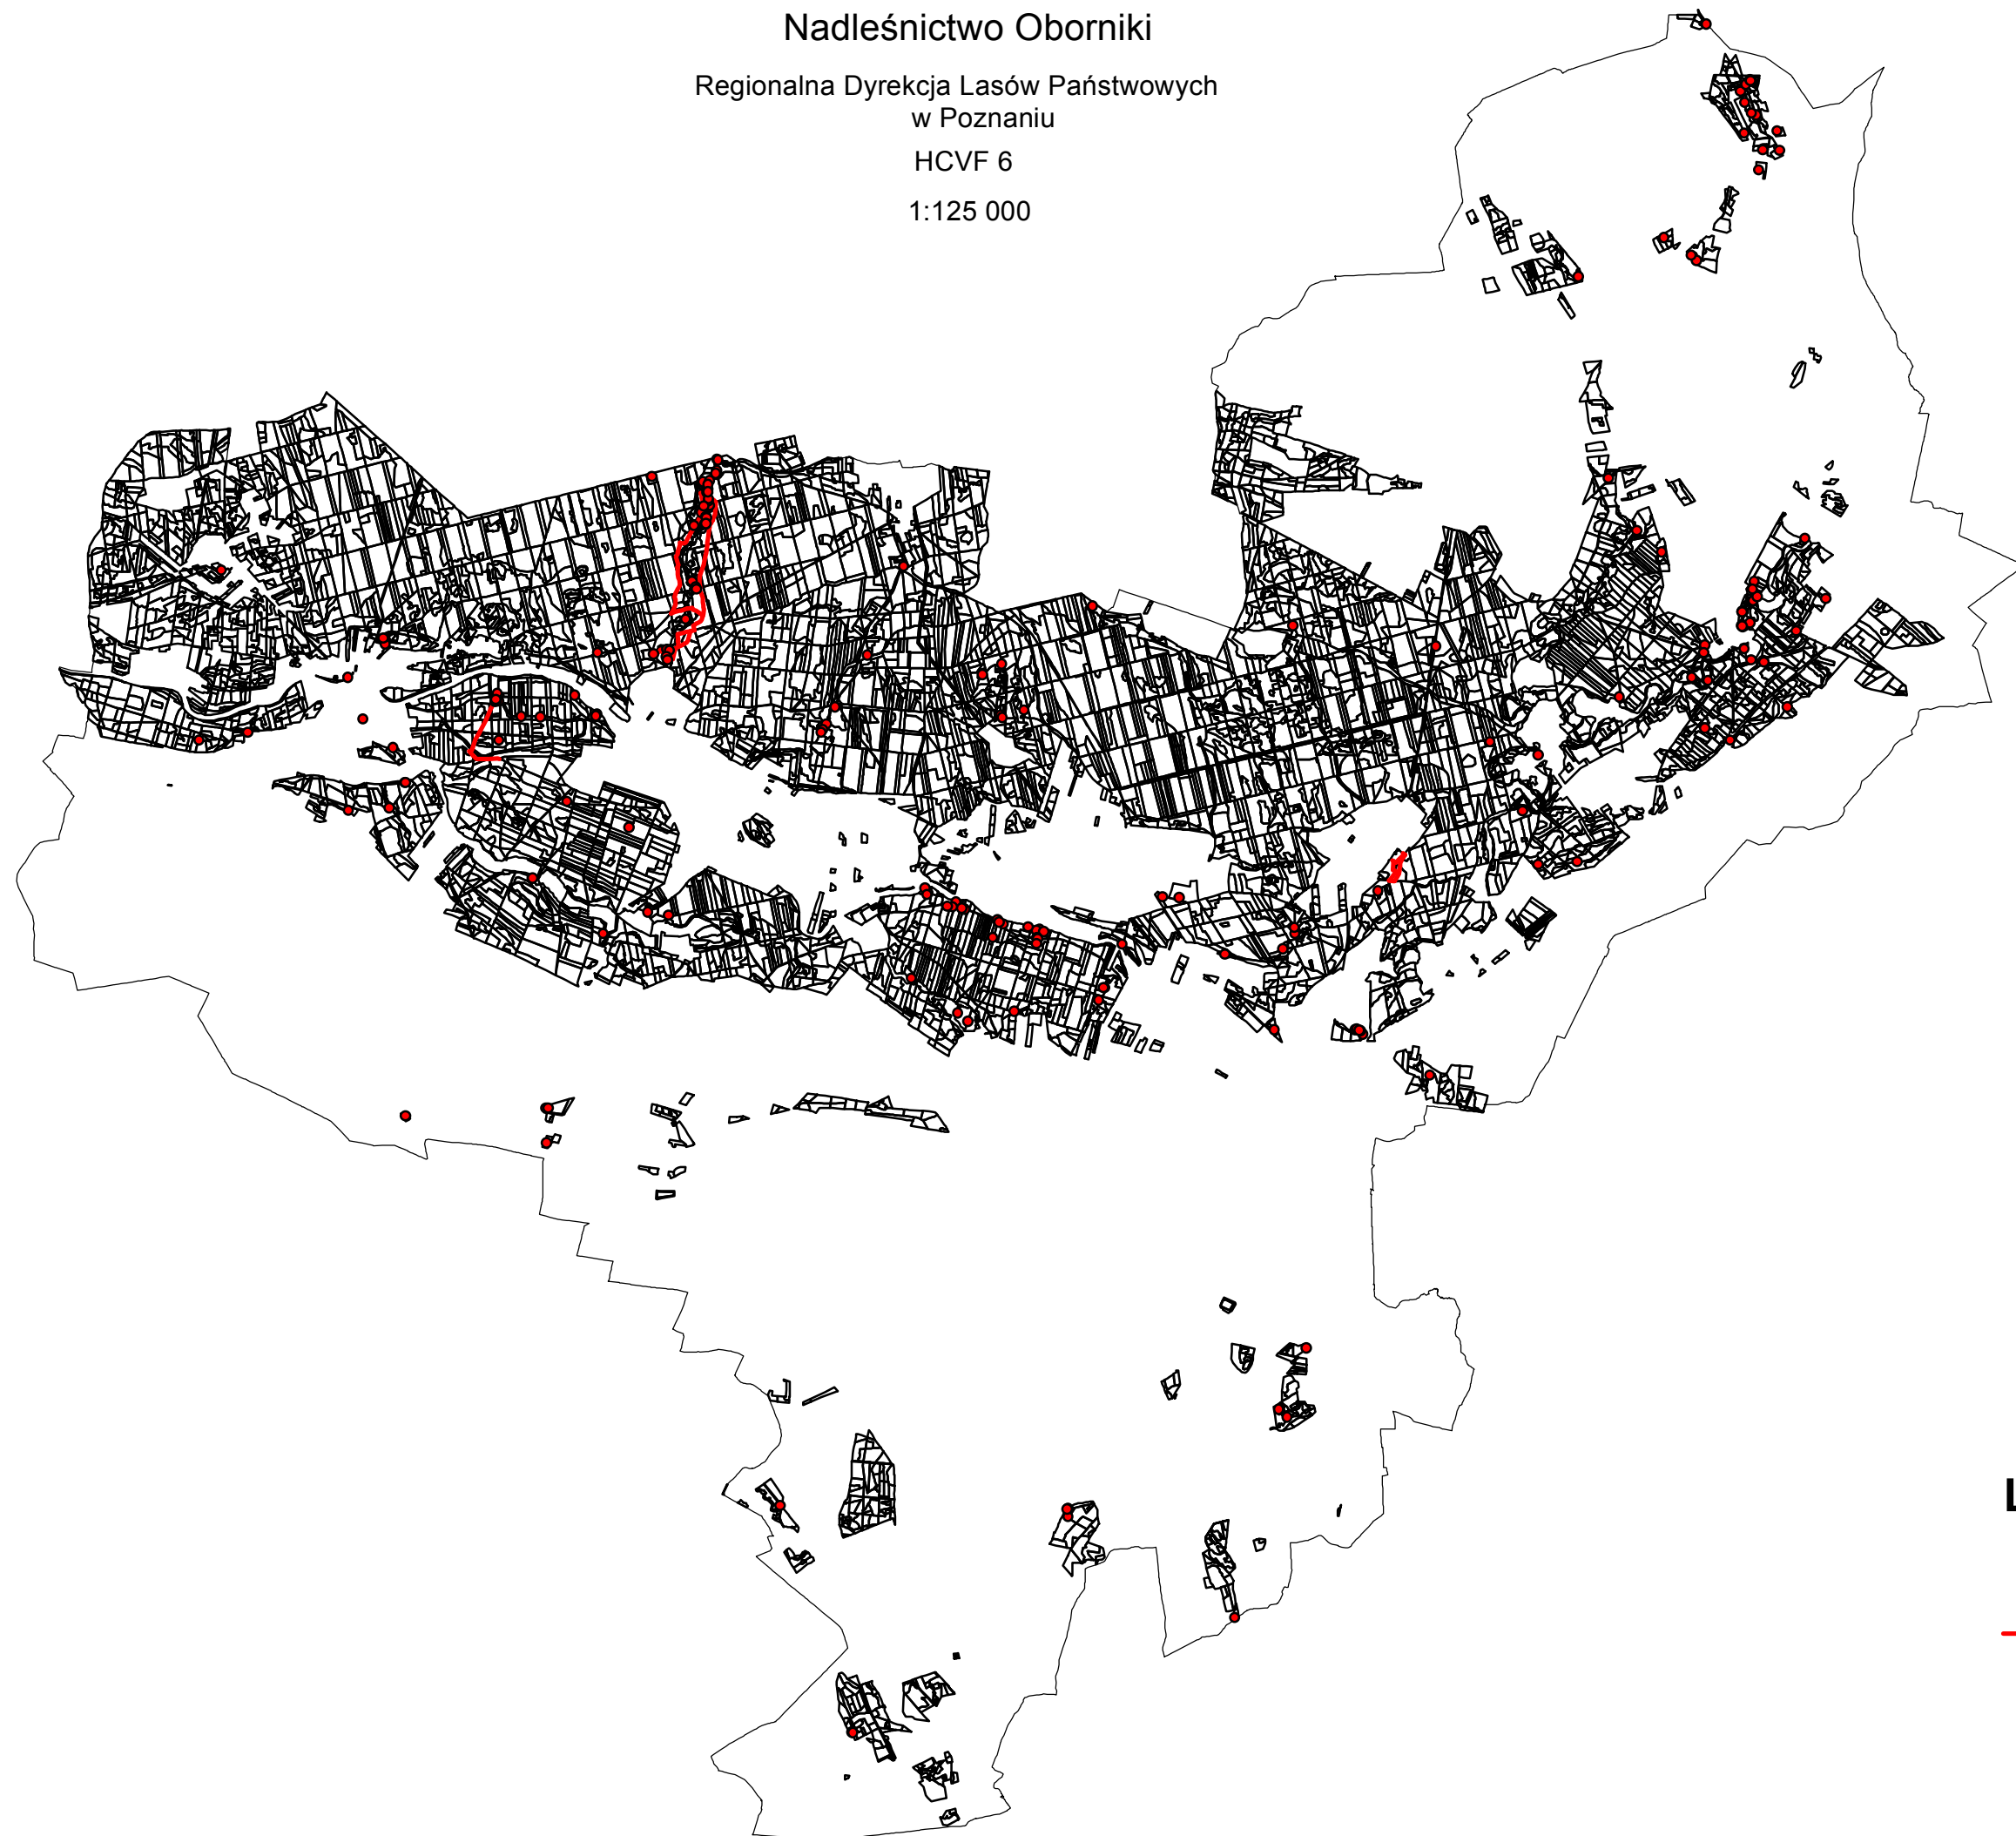 Nadleśnictwo Oborniki
Regionalna Dyrekcja Lasów Państwowych
w Poznaniu
HCVF 6
1:125 000
L